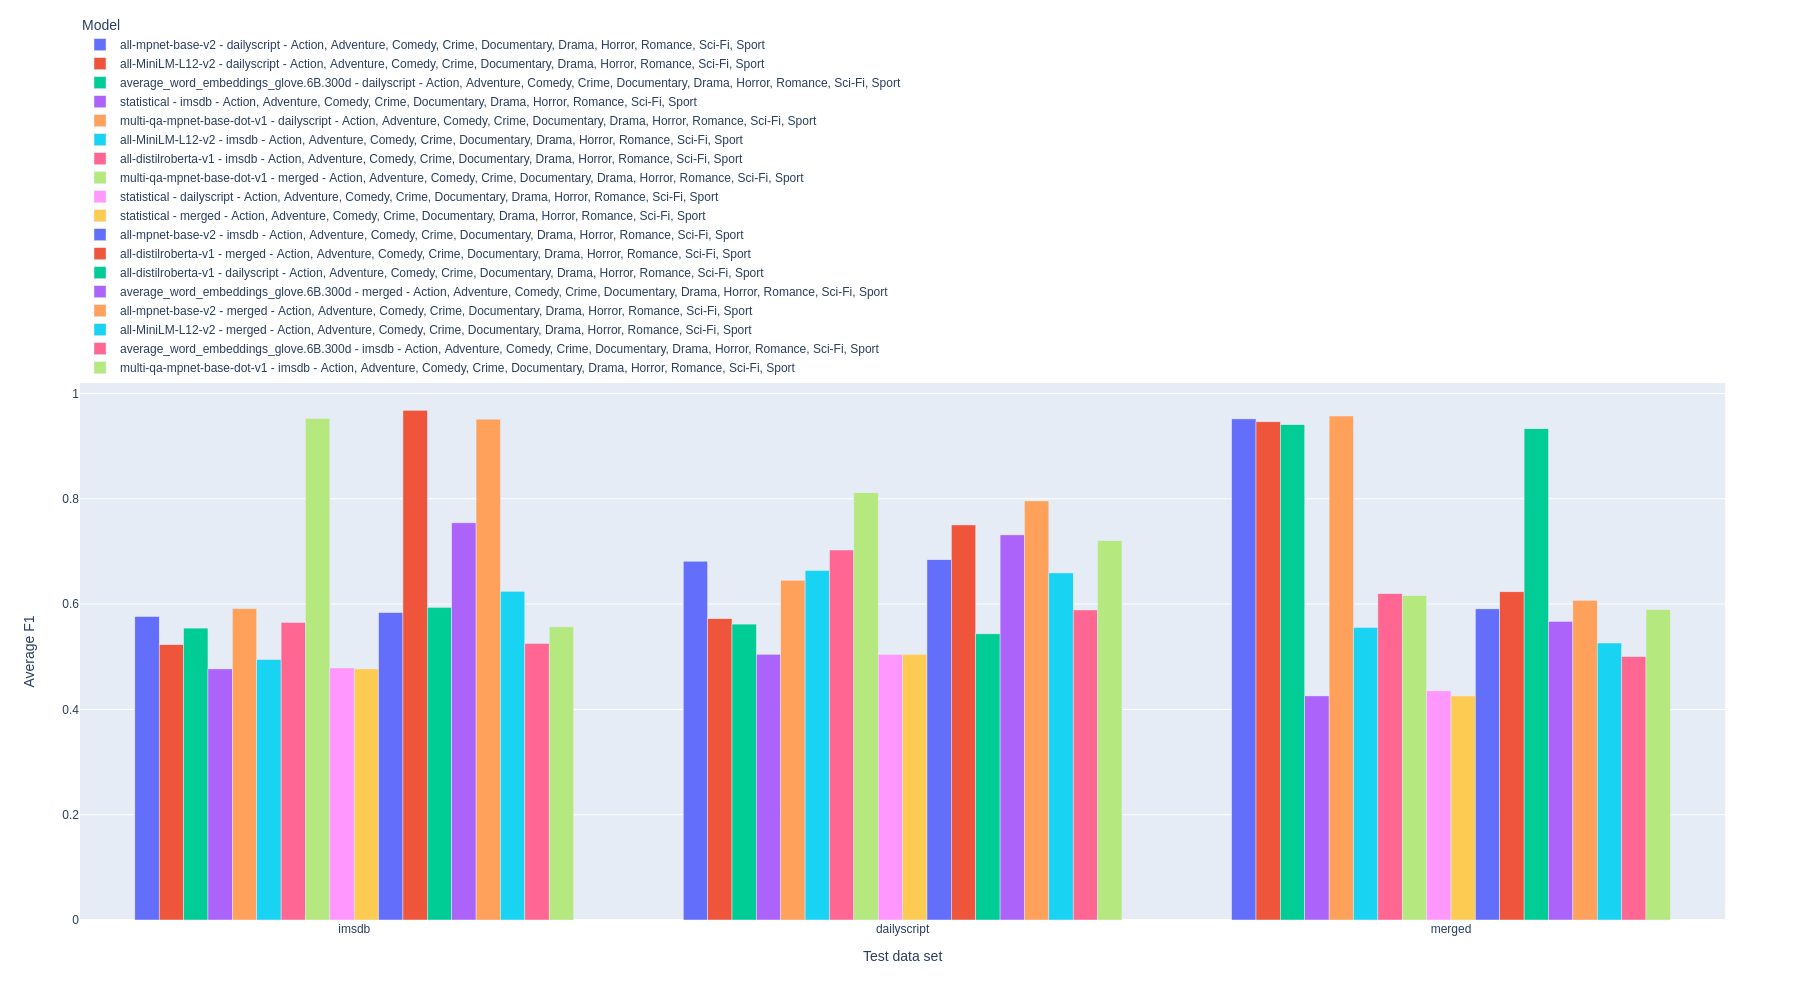 Model
all-mpnet-base-v2 - dailyscript - Action, Adventure, Comedy, Crime, Documentary, Drama, Horror, Romance, Sci-Fi, Sport
all-MiniLM-L12-v2 - dailyscript - Action, Adventure, Comedy, Crime, Documentary, Drama, Horror, Romance, Sci-Fi, Sport
average_word_embeddings_glove.6B.300d - dailyscript - Action, Adventure, Comedy, Crime, Documentary, Drama, Horror, Romance, Sci-Fi, Sport
statistical - imsdb - Action, Adventure, Comedy, Crime, Documentary, Drama, Horror, Romance, Sci-Fi, Sport
multi-qa-mpnet-base-dot-v1 - dailyscript - Action, Adventure, Comedy, Crime, Documentary, Drama, Horror, Romance, Sci-Fi, Sport
all-MiniLM-L12-v2 - imsdb - Action, Adventure, Comedy, Crime, Documentary, Drama, Horror, Romance, Sci-Fi, Sport
all-distilroberta-v1 - imsdb - Action, Adventure, Comedy, Crime, Documentary, Drama, Horror, Romance, Sci-Fi, Sport
multi-qa-mpnet-base-dot-v1 - merged - Action, Adventure, Comedy, Crime, Documentary, Drama, Horror, Romance, Sci-Fi, Sport
statistical - dailyscript - Action, Adventure, Comedy, Crime, Documentary, Drama, Horror, Romance, Sci-Fi, Sport
statistical - merged - Action, Adventure, Comedy, Crime, Documentary, Drama, Horror, Romance, Sci-Fi, Sport
all-mpnet-base-v2 - imsdb - Action, Adventure, Comedy, Crime, Documentary, Drama, Horror, Romance, Sci-Fi, Sport
all-distilroberta-v1 - merged - Action, Adventure, Comedy, Crime, Documentary, Drama, Horror, Romance, Sci-Fi, Sport
all-distilroberta-v1 - dailyscript - Action, Adventure, Comedy, Crime, Documentary, Drama, Horror, Romance, Sci-Fi, Sport
average_word_embeddings_glove.6B.300d - merged - Action, Adventure, Comedy, Crime, Documentary, Drama, Horror, Romance, Sci-Fi, Sport
all-mpnet-base-v2 - merged - Action, Adventure, Comedy, Crime, Documentary, Drama, Horror, Romance, Sci-Fi, Sport
all-MiniLM-L12-v2 - merged - Action, Adventure, Comedy, Crime, Documentary, Drama, Horror, Romance, Sci-Fi, Sport
average_word_embeddings_glove.6B.300d - imsdb - Action, Adventure, Comedy, Crime, Documentary, Drama, Horror, Romance, Sci-Fi, Sport
multi-qa-mpnet-base-dot-v1 - imsdb - Action, Adventure, Comedy, Crime, Documentary, Drama, Horror, Romance, Sci-Fi, Sport
1
0.8
0.6
0.4
0.2
0
Average F1
imsdb
dailyscript
merged
Test data set